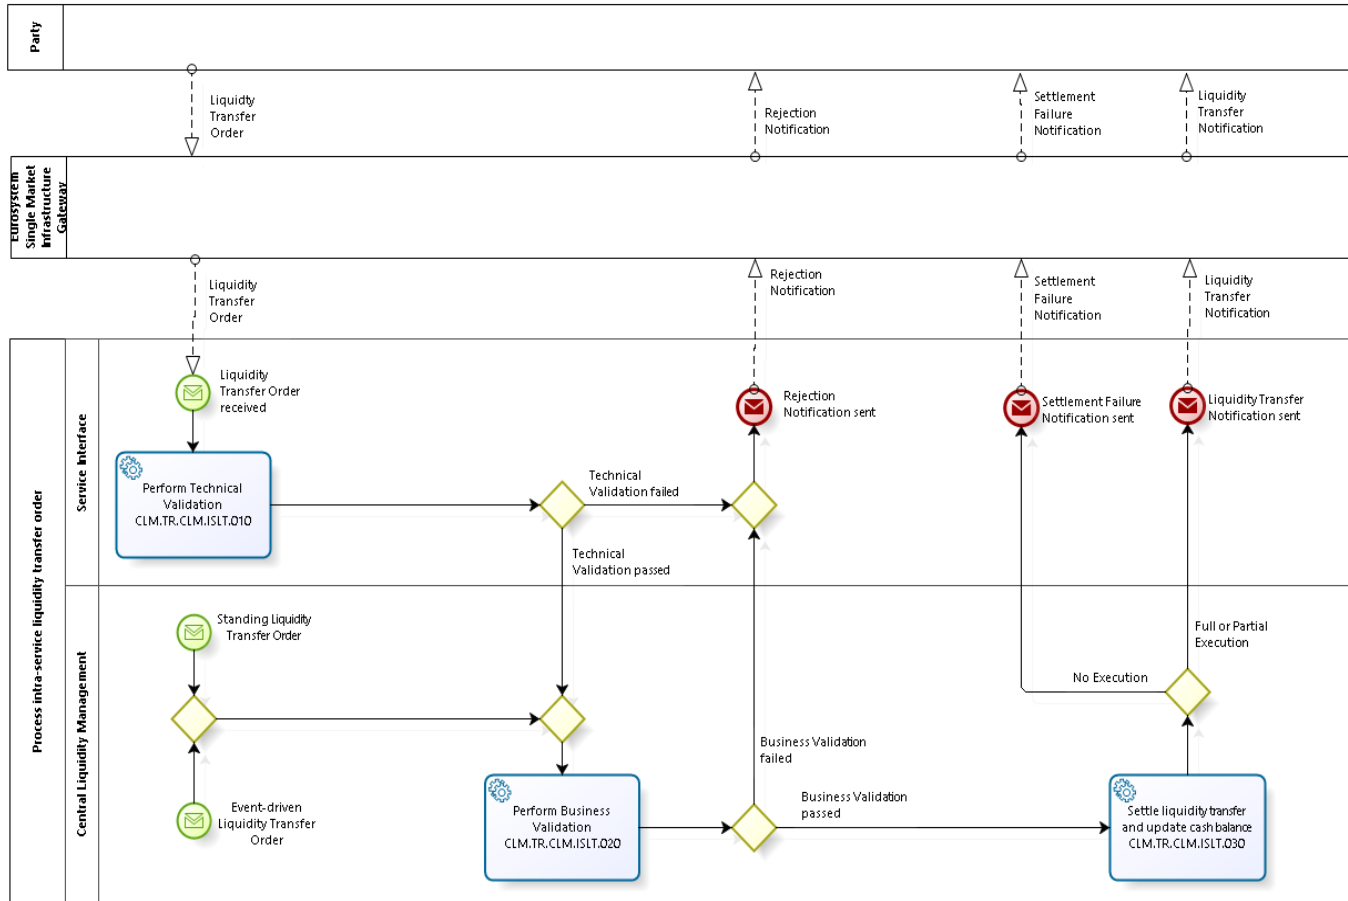 Party
Liquidty
Transfer
Order
Rejection
Notification
Settlement
Failure
Notification
Liquidity
Transfer
Notification
Eurosystem
Single Market
Infrastructure
Gateway
Liquidity
Transfer
Order
Rejection
Notification
Settlement
Failure
Notification
Liquidity
Transfer
Notification
Process intra-service liquidity transfer order
Service Interface
Liquidity
Transfer Order
received
Rejection
Notification sent
Settlement Failure
Notification sent
Liquidity Transfer
Notification sent
Perform Technical
Validation
CLM.TR.CLM.ISLT.010
Technical
Validation failed
Technical
Validation passed
Central Liquidity Management
Standing Liquidity
Transfer Order
Full or Partial
Execution
No Execution
Business Validation
failed
Event-driven
Liquidity Transfer
Order
Perform Business
Validation
CLM.TR.CLM.ISLT.020
Business Validation
passed
Settle liquidity transfer
and update cash balance
CLM.TR.CLM.ISLT.030